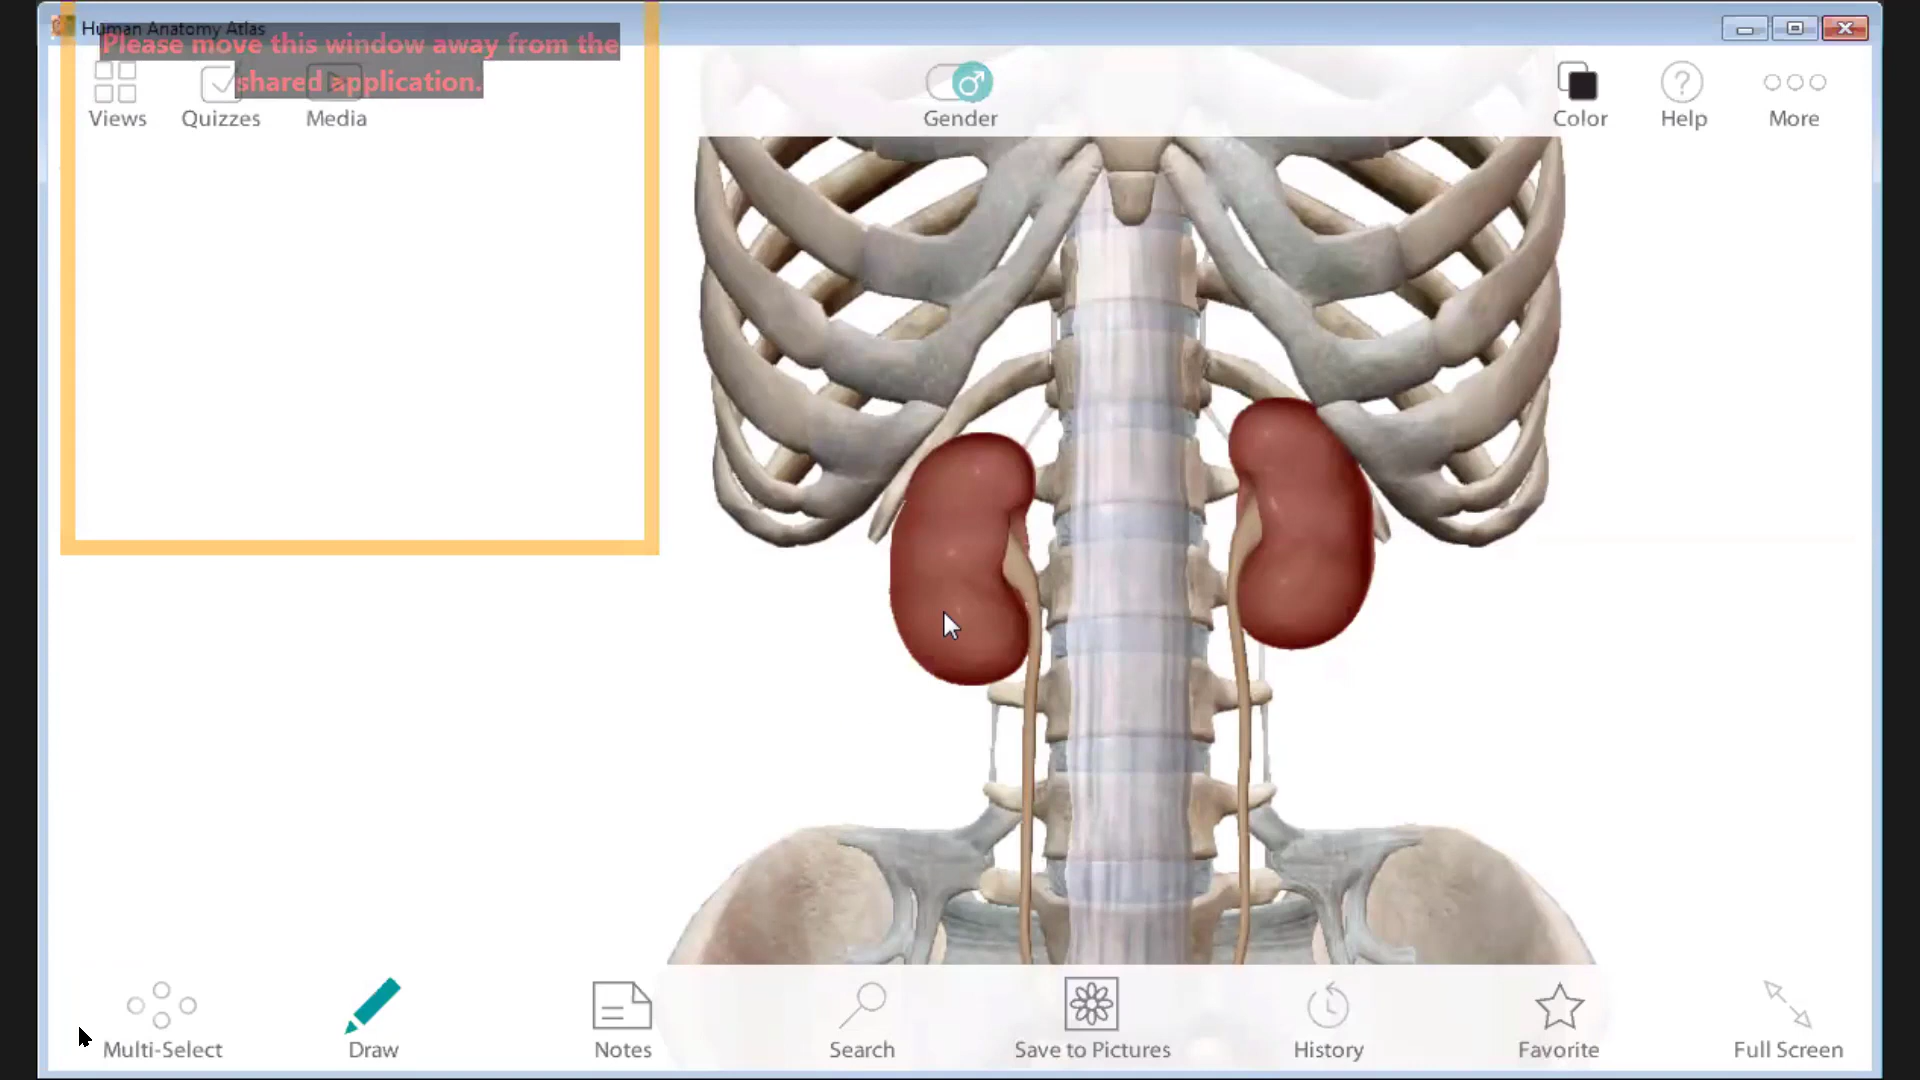 Human Anatomy Atlas
Please move this window away from the
shared application.
Views
Quizzes
Media
Gender
Color
Help
More
Multi-Select
Draw
Notes
Search
Save to Pictures
History
Favorite
Full Screen